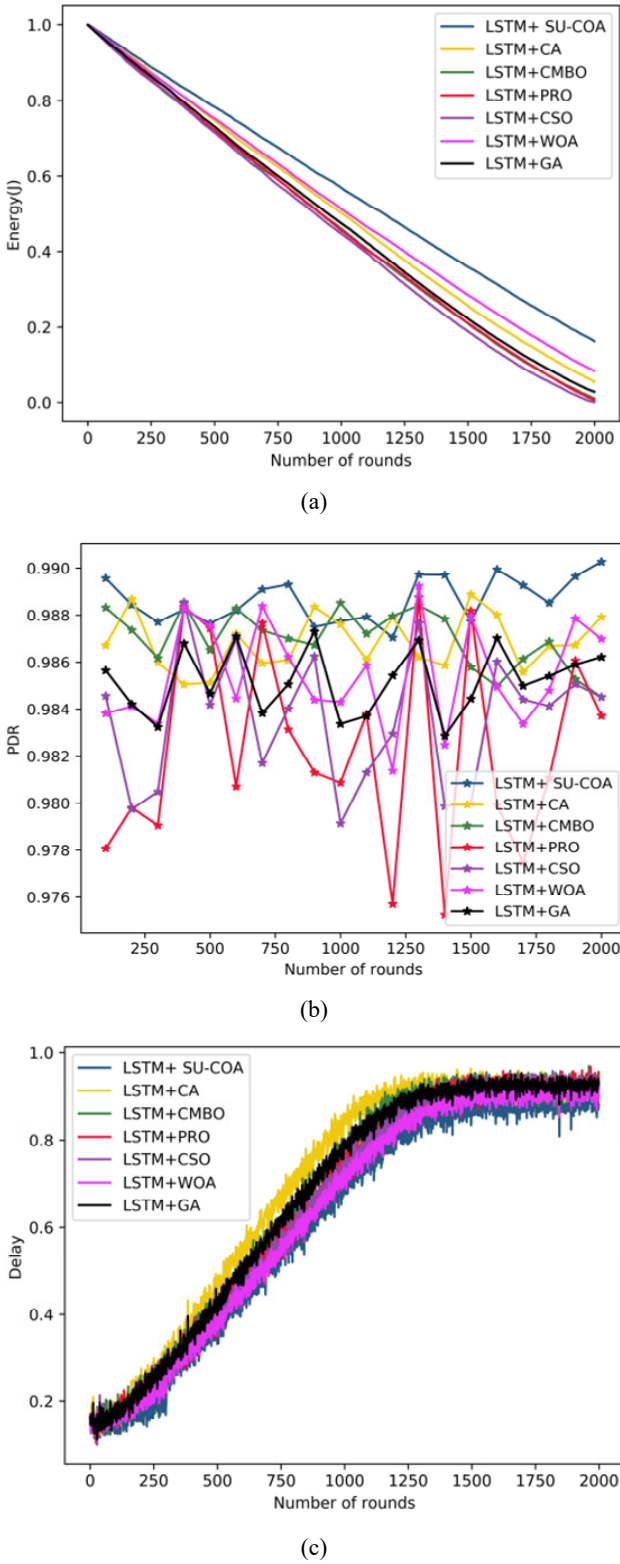 1.0
0.8
0.6
0.4
0.2
0.0
Energy(J)
LSTM+ SU-COA
LSTM+CA
LSTM+CMBO
LSTM+PRO
LSTM+CSO
LSTM+WOA
LSTM+GA
0 250 500 750 1000 1250 1500 1750 2000
Number of rounds
(a)
0.990
0.988
0.986
0.984
0.982
0.980
0.978
0.976
PDR
LSTM+ SU-COA
LSTM+CA
LSTM+CMBO
LSTM+PRO
LSTM+CSO
LSTM+WOA
LSTM+GA
250 500 750 1000 1250 1500 1750 2000
Number of rounds
(b)
1.0
0.8
0.6
0.4
0.2
Delay
LSTM+ SU-COA
LSTM+CA
LSTM+CMBO
LSTM+PRO
LSTM+CSO
LSTM+WOA
LSTM+GA
0 250 500 750 1000 1250 1500 1750 2000
Number of rounds
(c)